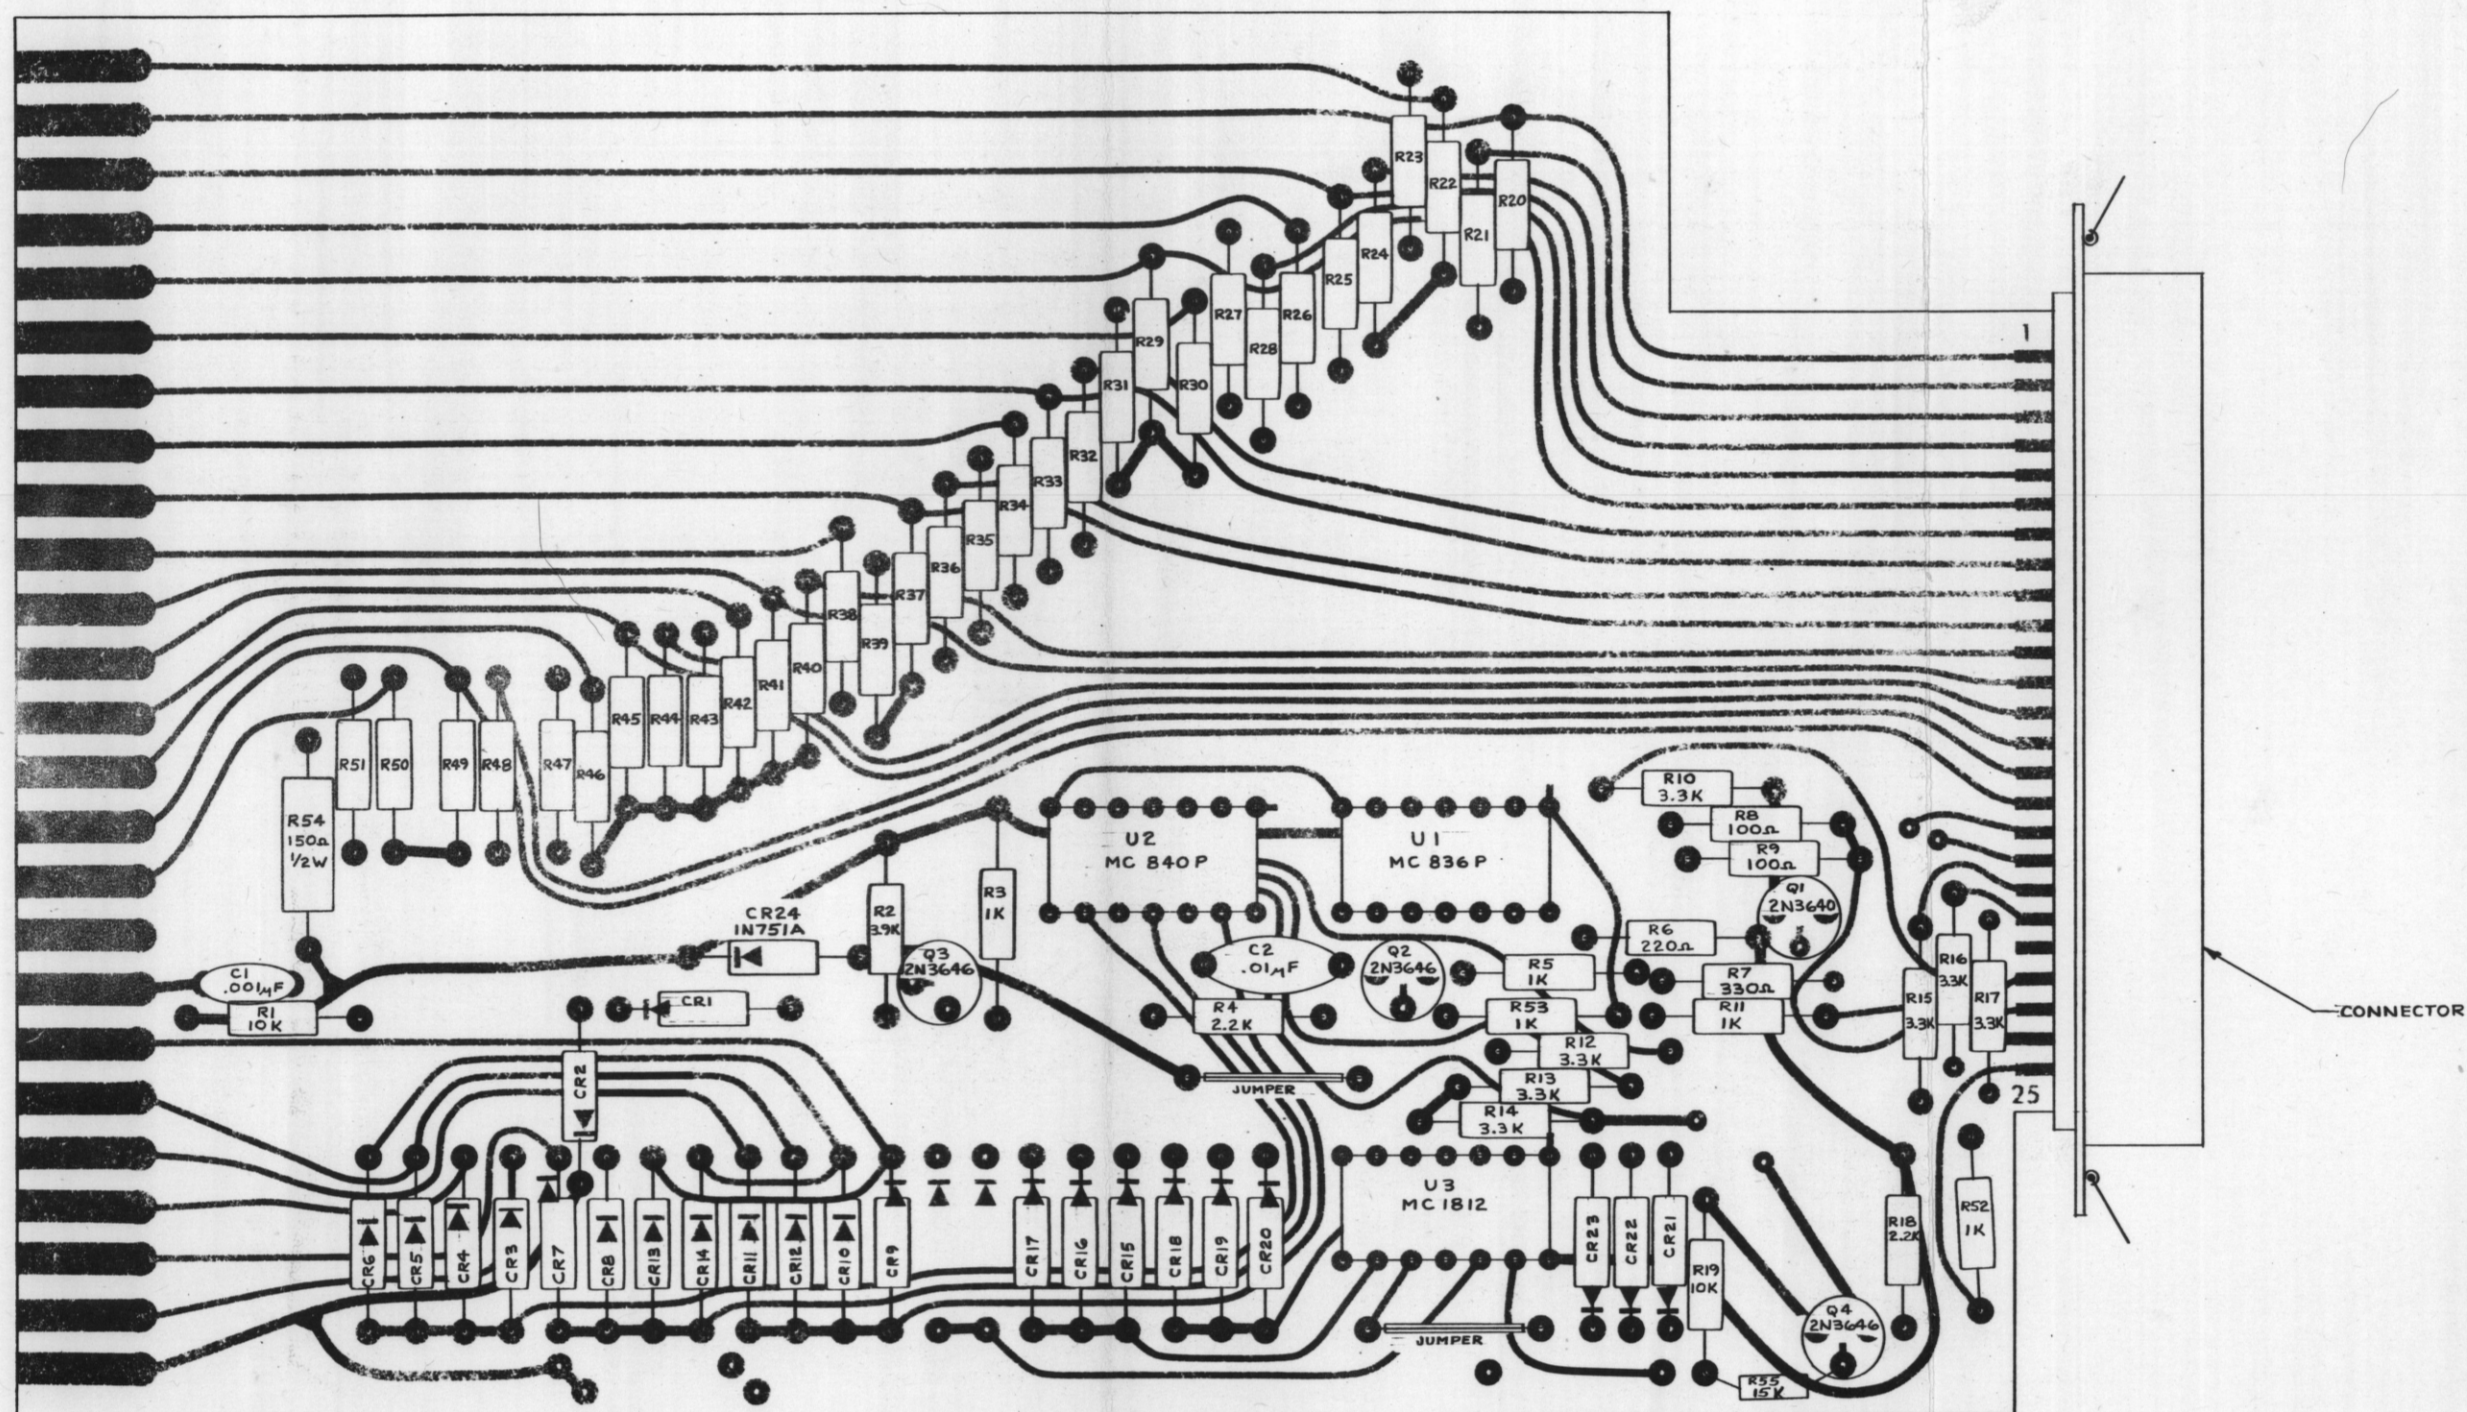 R23
R22
R20
R21
R24
R25
R27
R26
R28
R29
R30
R31
1
R32
R33
R34
R35
R36
R37
R38
R39
R40
R41
R42
R43
R44
R45
R46
R47
R48
R49
R50
R51
R54
150Ω
1/2W
R10
3.3K
R8
100Ω
R9
100Ω
U2
MC 840P
U1
MC 836P
Q1
2N3640
R3
1K
R2
3.9K
CR24
1N751A
R6
220Ω
Q3
2N3646
C2
.01µF
Q2
2N3646
R5
1K
R7
330Ω
R16
3.3K
R15
3.3K
R17
3.3K
C1
.001µF
R1
10K
CR1
R4
2.2K
R53
1K
R11
1K
CONNECTOR
R12
3.3K
CR2
JUMPER
R13
3.3K
25
R14
3.3K
U3
MC1812
R18
2.2K
R52
1K
CR6
CR5
CR4
CR3
CR7
CR8
CR13
CR14
CR11
CR12
CR10
CR9
CR17
CR16
CR15
CR18
CR19
CR20
CR23
CR22
CR21
R19
10K
Q4
2N3646
JUMPER
R55
15K